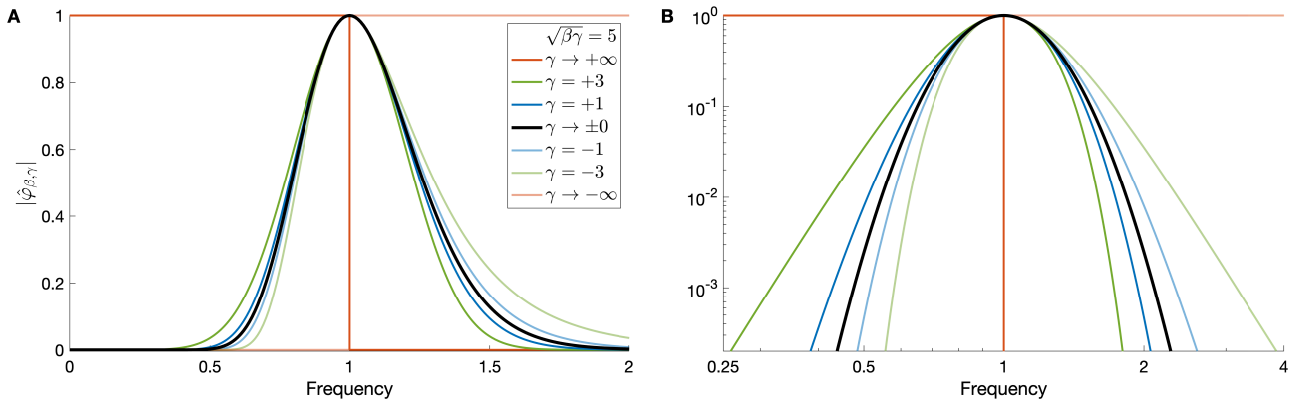 A
1
0.8
0.6
0.4
0.2
0
|φ̂β,γ|
0 0.5 1 1.5 2
Frequency
√βγ = 5
γ → +∞
γ = +3
γ = +1
γ → ±0
γ = −1
γ = −3
γ → −∞
B
10⁰
10⁻¹
10⁻²
10⁻³
0.25 0.5 1 2 4
Frequency